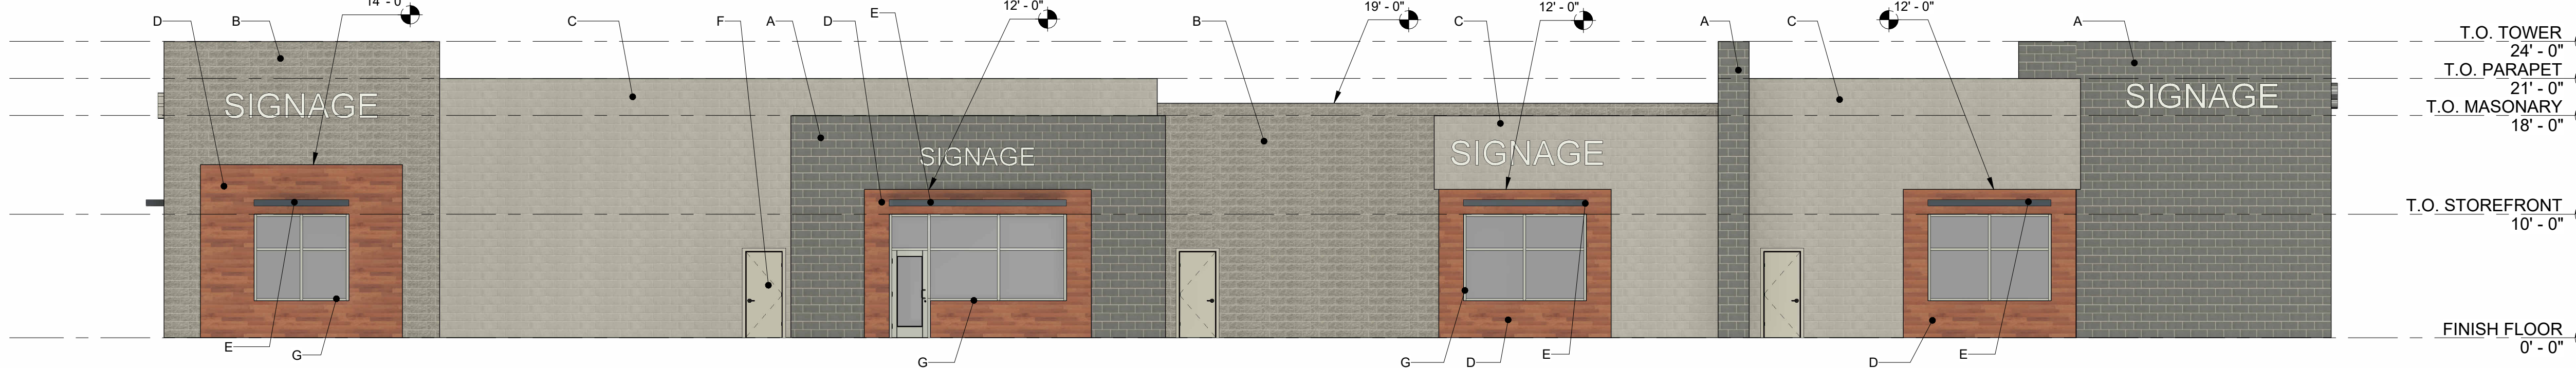 14' - 0"
12' - 0"
19' - 0"
12' - 0"
12' - 0"
D
B
C
F
A
D
E
B
C
A
C
A
T.O. TOWER
24' - 0"
T.O. PARAPET
21' - 0"
T.O. MASONARY
18' - 0"
SIGNAGE
SIGNAGE
SIGNAGE
SIGNAGE
T.O. STOREFRONT
10' - 0"
FINISH FLOOR
0' - 0"
E
G
G
G
D
E
D
E